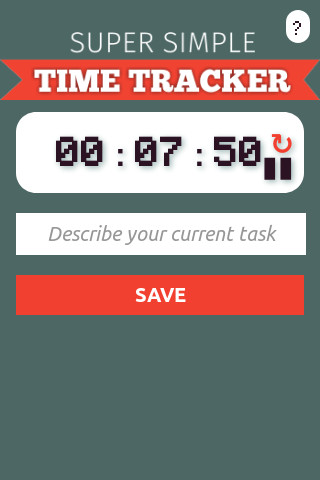 ?
SUPER SIMPLE
TIME TRACKER
00:07:50
Describe your current task
SAVE